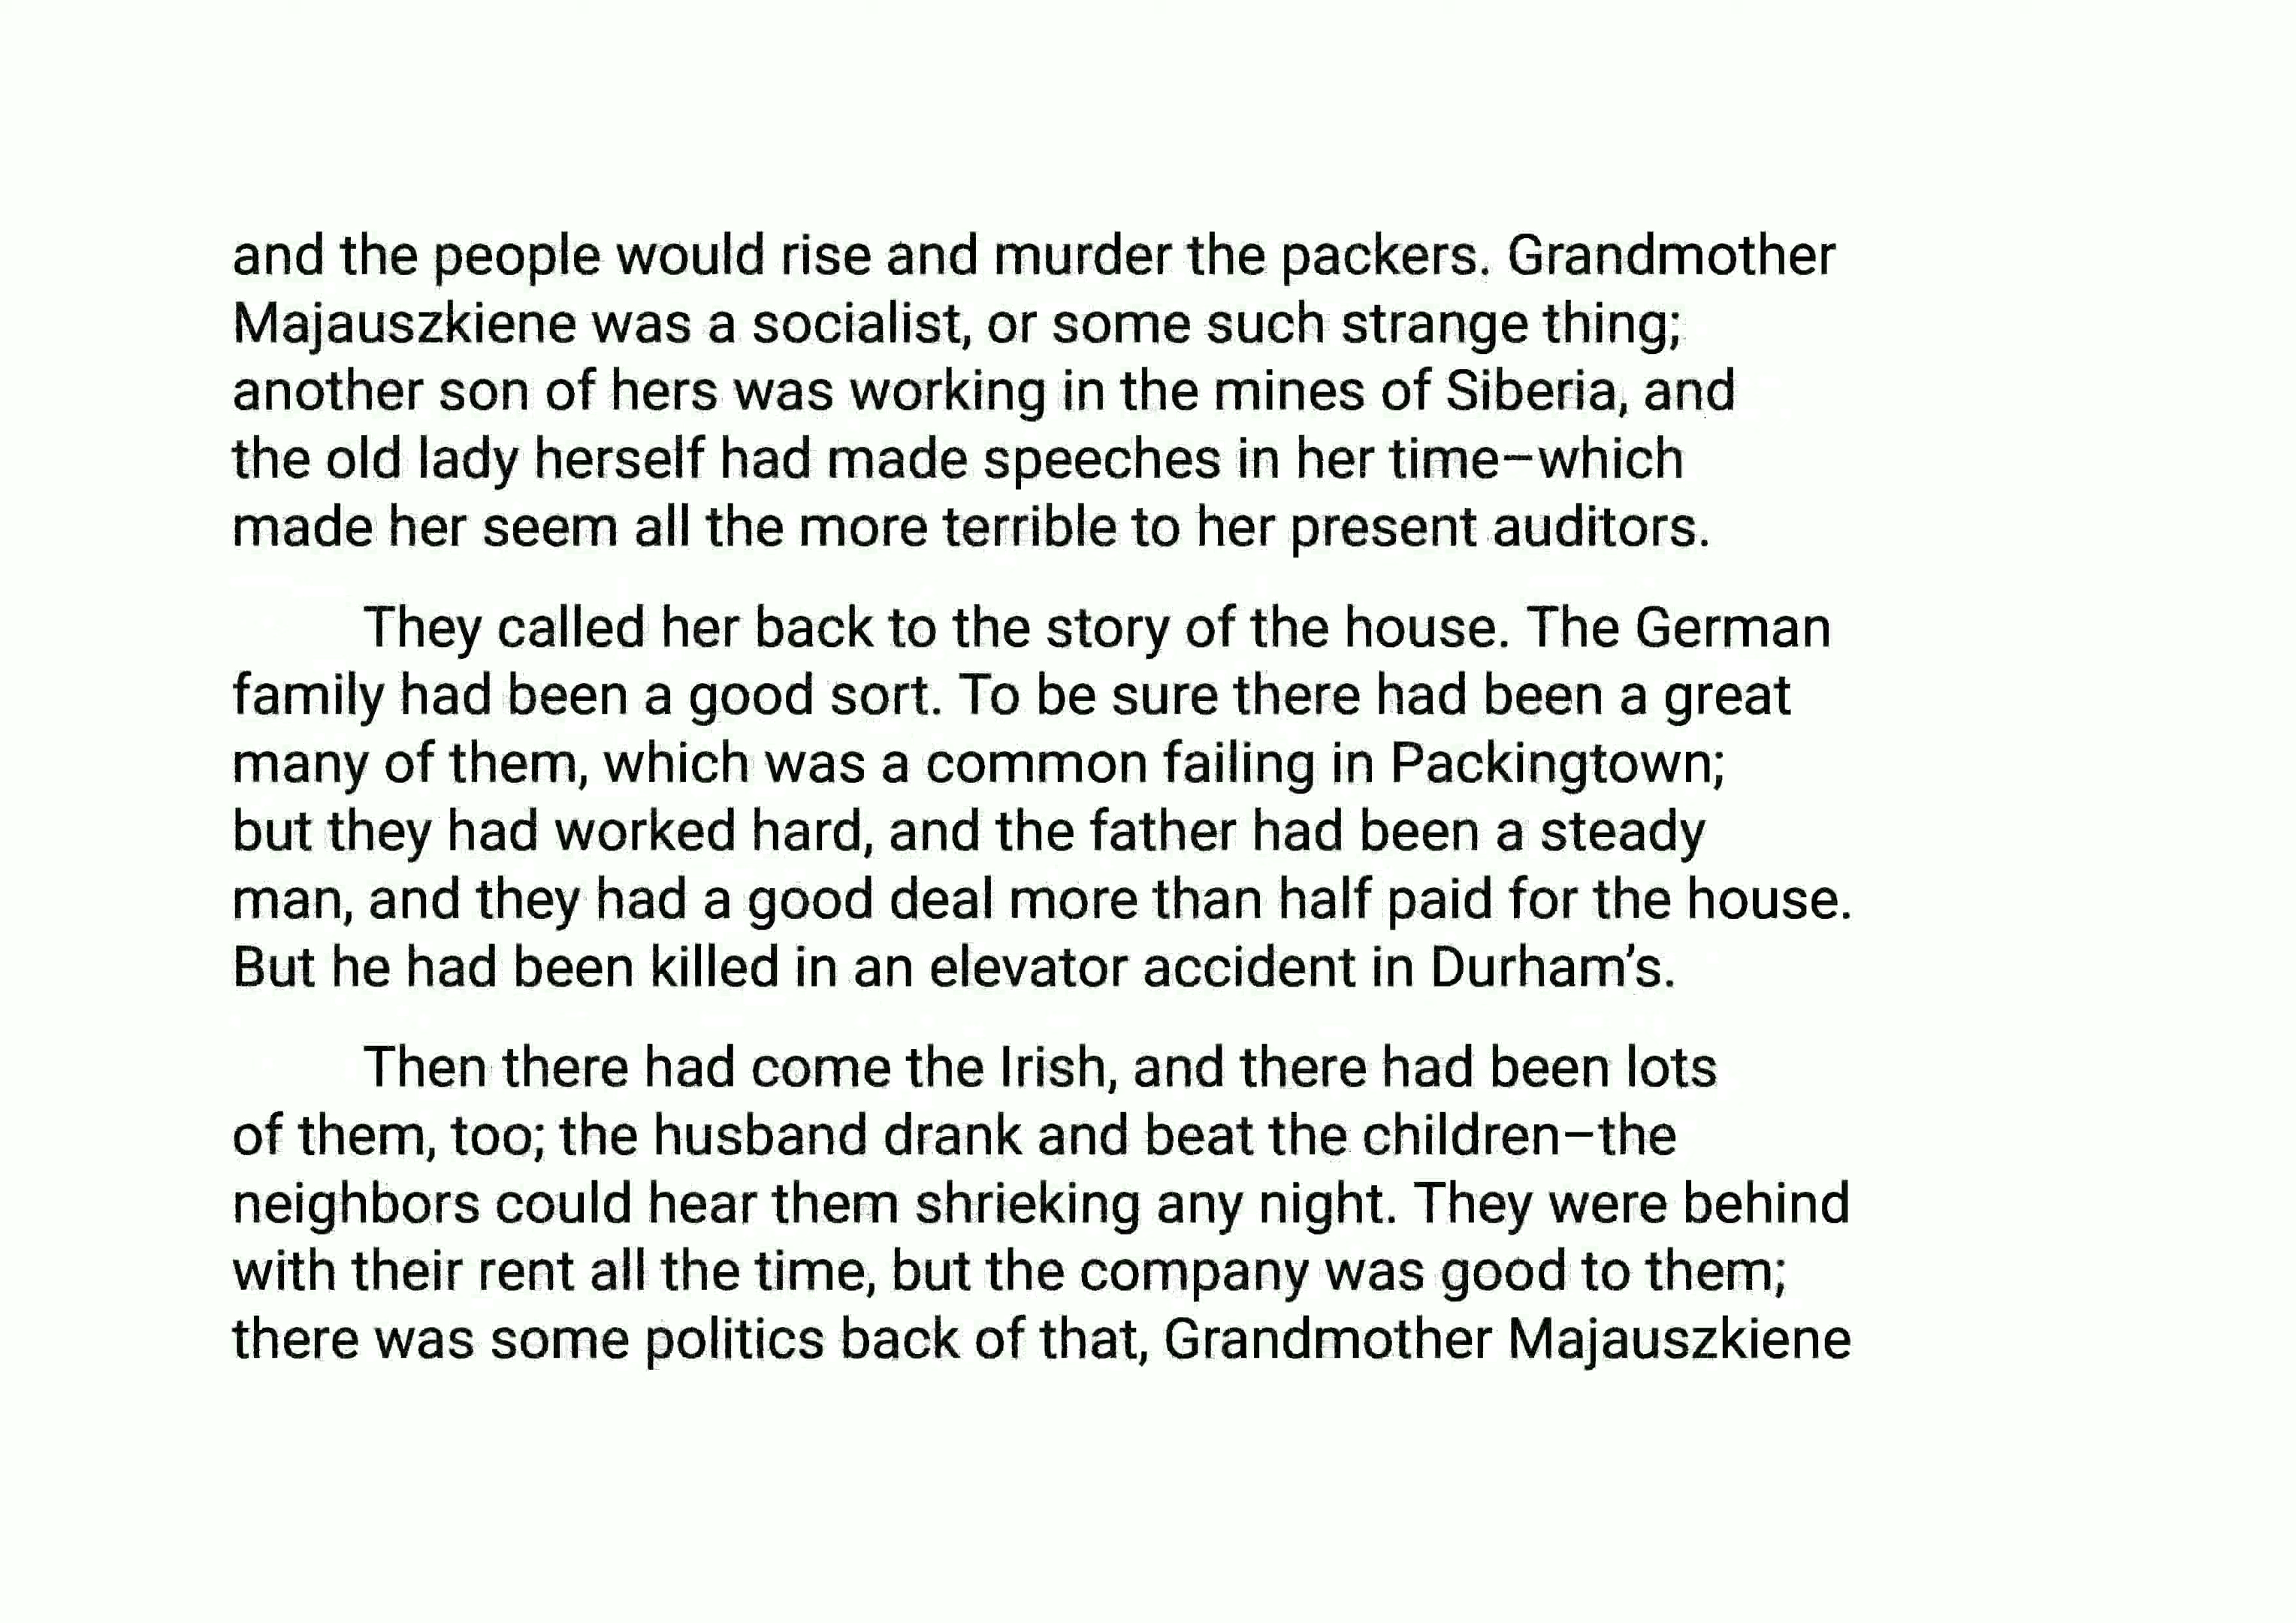 and the people would rise and murder the packers. Grandmother
Majauszkiene was a socialist, or some such strange thing;
another son of hers was working in the mines of Siberia, and
the old lady herself had made speeches in her time–which
made her seem all the more terrible to her present auditors.
They called her back to the story of the house. The German
family had been a good sort. To be sure there had been a great
many of them, which was a common failing in Packingtown;
but they had worked hard, and the father had been a steady
man, and they had a good deal more than half paid for the house.
But he had been killed in an elevator accident in Durham’s.
Then there had come the Irish, and there had been lots
of them, too; the husband drank and beat the children–the
neighbors could hear them shrieking any night. They were behind
with their rent all the time, but the company was good to them;
there was some politics back of that, Grandmother Majauszkiene